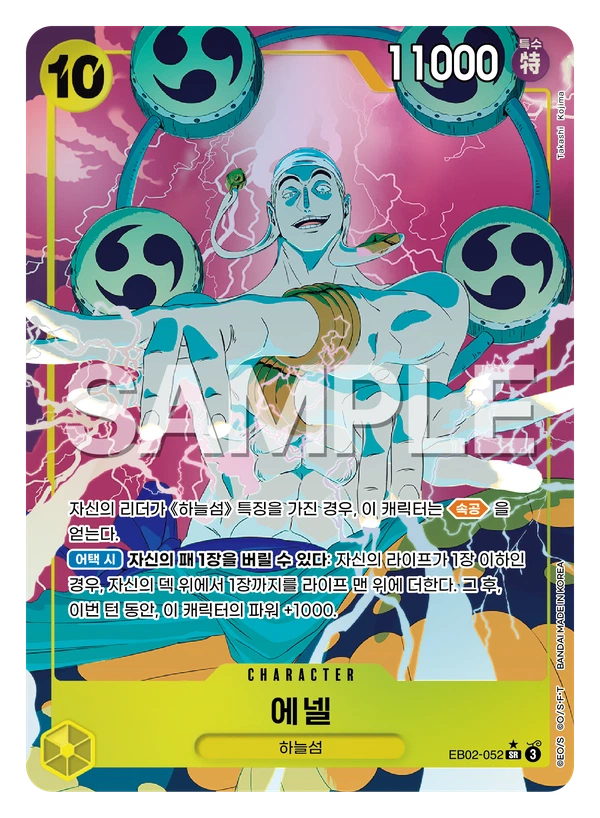 10
11000
특수
特
Takashi Kojima
SAMPLE
자신의 리더가 《하늘섬》 특징을 가진 경우, 이 캐릭터는 속공 을
얻는다.
어택 시 자신의 패 1장을 버릴 수 있다: 자신의 라이프가 1장 이하인
경우, 자신의 덱 위에서 1장까지를 라이프 맨 위에 더한다. 그 후,
이번 턴 동안, 이 캐릭터의 파워 +1000.
CHARACTER
에넬
하늘섬
EB02-052 SR 3
©EO/S ©O/S·F·T BANDAI MADE IN KOREA